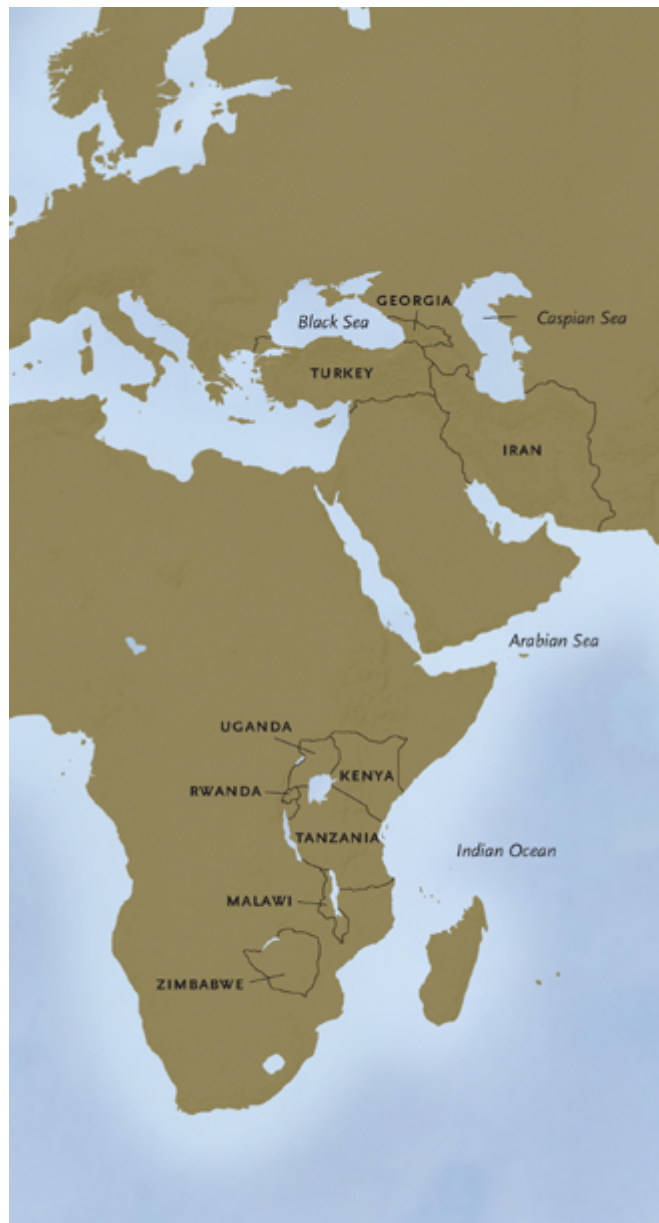 GEORGIA
Black Sea
Caspian Sea
TURKEY
IRAN
Arabian Sea
UGANDA
KENYA
RWANDA
TANZANIA
Indian Ocean
MALAWI
ZIMBABWE